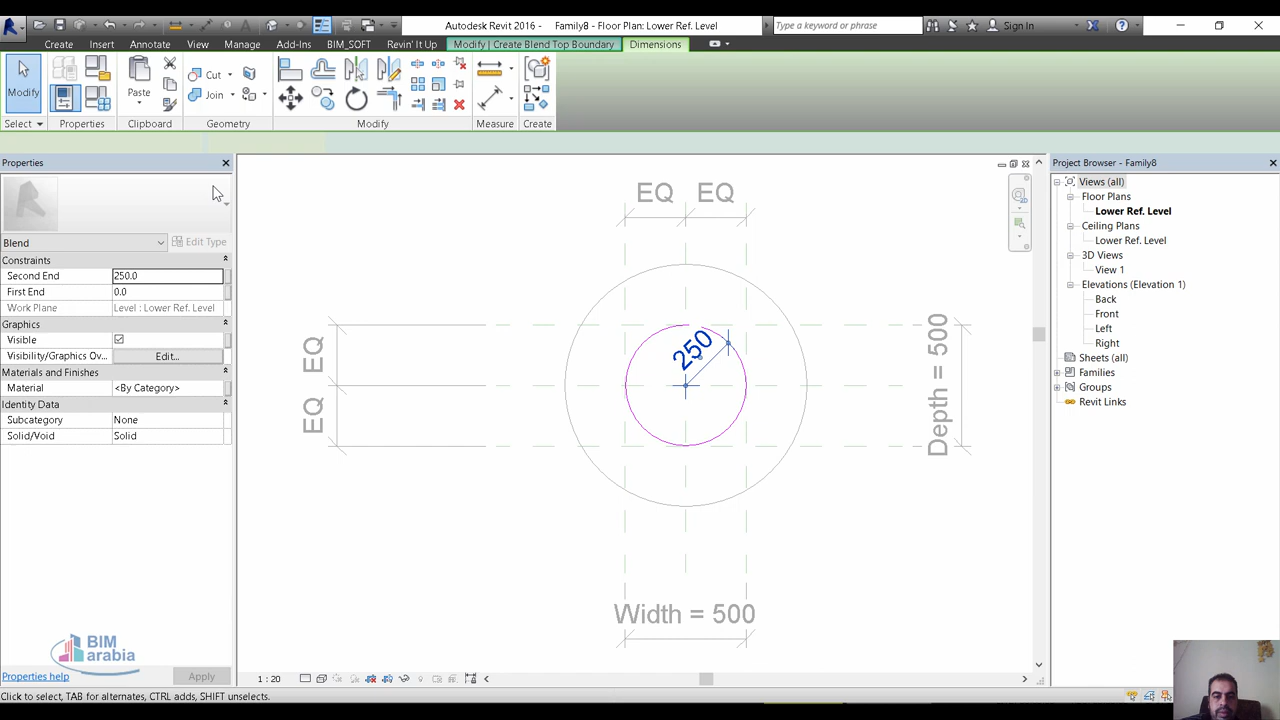 Autodesk Revit 2016 - Family8 - Floor Plan: Lower Ref. Level
Type a keyword or phrase
Sign In
Create Insert Annotate View Manage Add-Ins BIM_SOFT Revin' It Up Modify | Create Blend Top Boundary Dimensions
Modify
Paste
Cut
Join
Select Properties Clipboard Geometry Modify Measure Create
Properties
Blend
Edit Type
Constraints
Second End 250.0
First End 0.0
Work Plane Level : Lower Ref. Level
Graphics
Visible
Visibility/Graphics Ov... Edit...
Materials and Finishes
Material <By Category>
Identity Data
Subcategory None
Solid/Void Solid
BIM
arabia
Properties help
Apply
EQ EQ
EQ
EQ
250
Depth = 500
Width = 500
1 : 20
Project Browser - Family8
Views (all)
Floor Plans
Lower Ref. Level
Ceiling Plans
Lower Ref. Level
3D Views
View 1
Elevations (Elevation 1)
Back
Front
Left
Right
Sheets (all)
Families
Groups
Revit Links
Click to select, TAB for alternates, CTRL adds, SHIFT unselects.